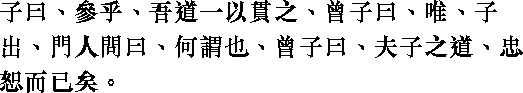 子曰、參乎、吾道一以貫之、曾子曰、唯、子
出、門人問曰、何謂也、曾子曰、夫子之道、忠
恕而已矣。